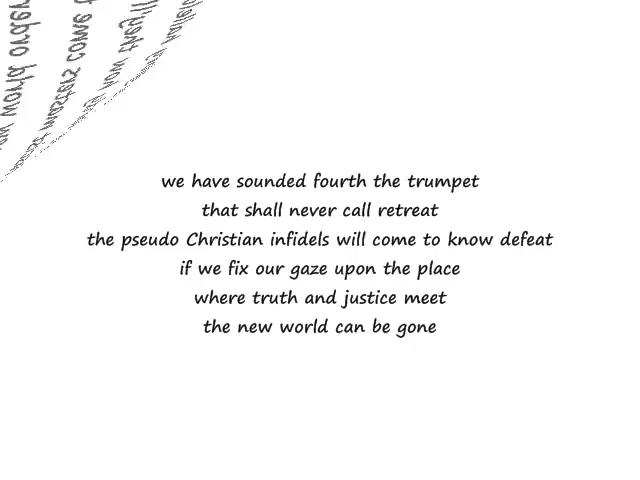 we have sounded fourth the trumpet
that shall never call retreat
the pseudo Christian infidels will come to know defeat
if we fix our gaze upon the place
where truth and justice meet
the new world can be gone